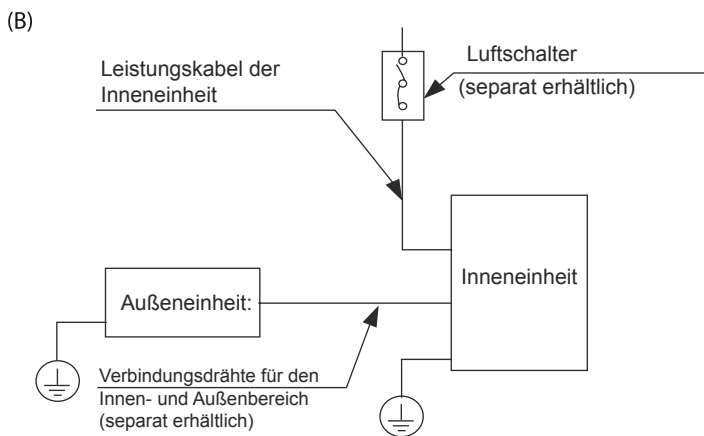 (B)
Leistungskabel der
Inneneinheit
Luftschalter
(separat erhältlich)
Inneneinheit
Außeneinheit:
Verbindungsdrähte für den
Innen- und Außenbereich
(separat erhältlich)